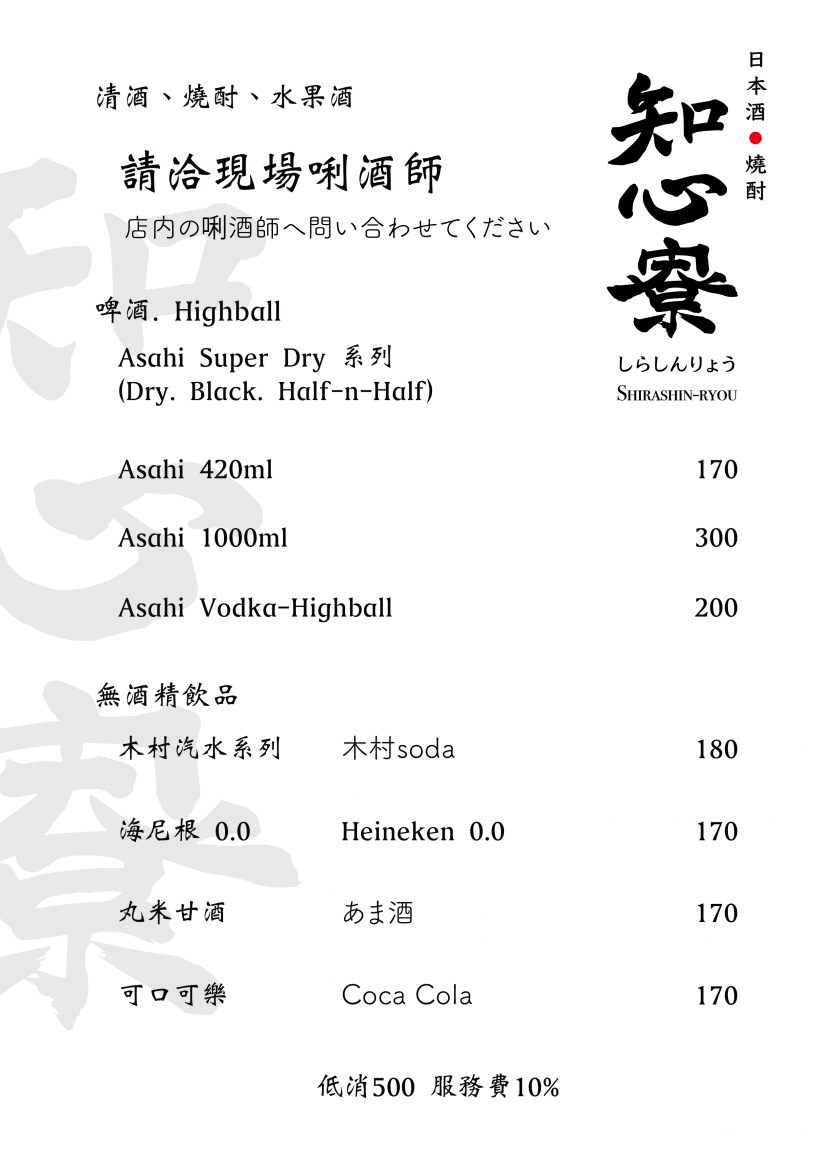 清酒、燒酎、水果酒
請洽現場唎酒師
店内の唎酒師へ問い合わせてください
日本酒●燒酎
知心寮
しらしんりょう
SHIRASHIN-RYOU
啤酒. Highball
Asahi Super Dry 系列
(Dry. Black. Half-n-Half)
Asahi 420ml 170
Asahi 1000ml 300
Asahi Vodka-Highball 200
無酒精飲品
木村汽水系列 木村soda 180
海尼根 0.0 Heineken 0.0 170
丸米甘酒 あま酒 170
可口可樂 Coca Cola 170
低消500 服務費10%
知心寮